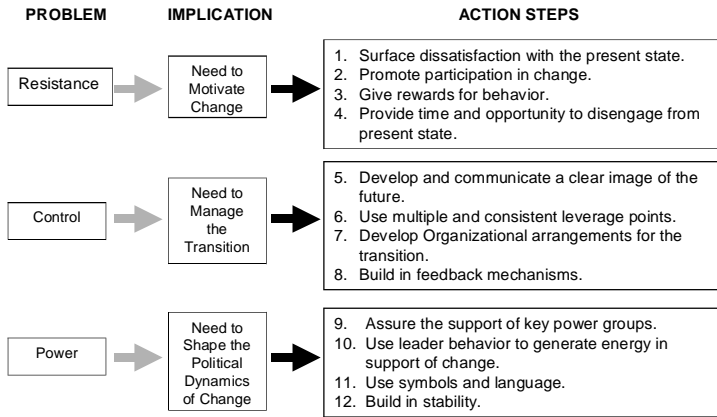 PROBLEM IMPLICATION ACTION STEPS
Resistance
Need to
Motivate
Change
1. Surface dissatisfaction with the present state.
2. Promote participation in change.
3. Give rewards for behavior.
4. Provide time and opportunity to disengage from
present state.
Control
Need to
Manage
the
Transition
5. Develop and communicate a clear image of the
future.
6. Use multiple and consistent leverage points.
7. Develop Organizational arrangements for the
transition.
8. Build in feedback mechanisms.
Power
Need to
Shape the
Political
Dynamics
of Change
9. Assure the support of key power groups.
10. Use leader behavior to generate energy in
support of change.
11. Use symbols and language.
12. Build in stability.